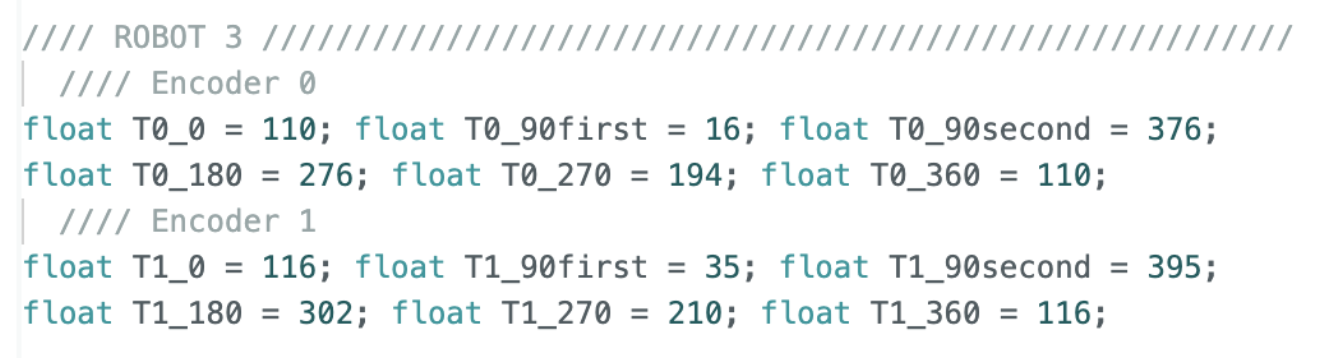 //// ROBOT 3 ////////////////////////////////////////////////////////
//// Encoder 0
float T0_0 = 110; float T0_90first = 16; float T0_90second = 376;
float T0_180 = 276; float T0_270 = 194; float T0_360 = 110;
//// Encoder 1
float T1_0 = 116; float T1_90first = 35; float T1_90second = 395;
float T1_180 = 302; float T1_270 = 210; float T1_360 = 116;